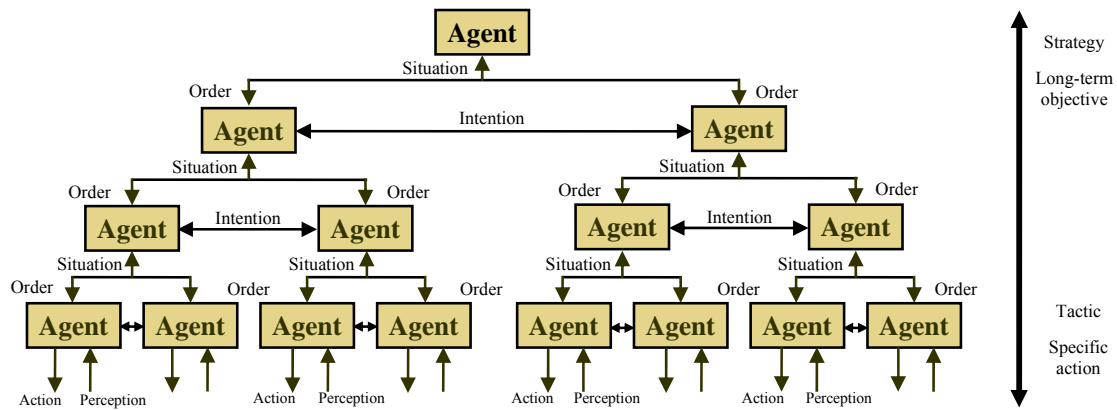 Agent
Strategy
Situation
Long-term
objective
Order
Order
Agent
Intention
Agent
Situation
Situation
Order
Order
Order
Order
Agent
Intention
Agent
Agent
Intention
Agent
Situation
Situation
Situation
Situation
Order
Order
Order
Order
Order
Order
Order
Order
Agent
Agent
Agent
Agent
Agent
Agent
Agent
Agent
Tactic
Specific
action
Action Perception
Action Perception
Action Perception
Action Perception